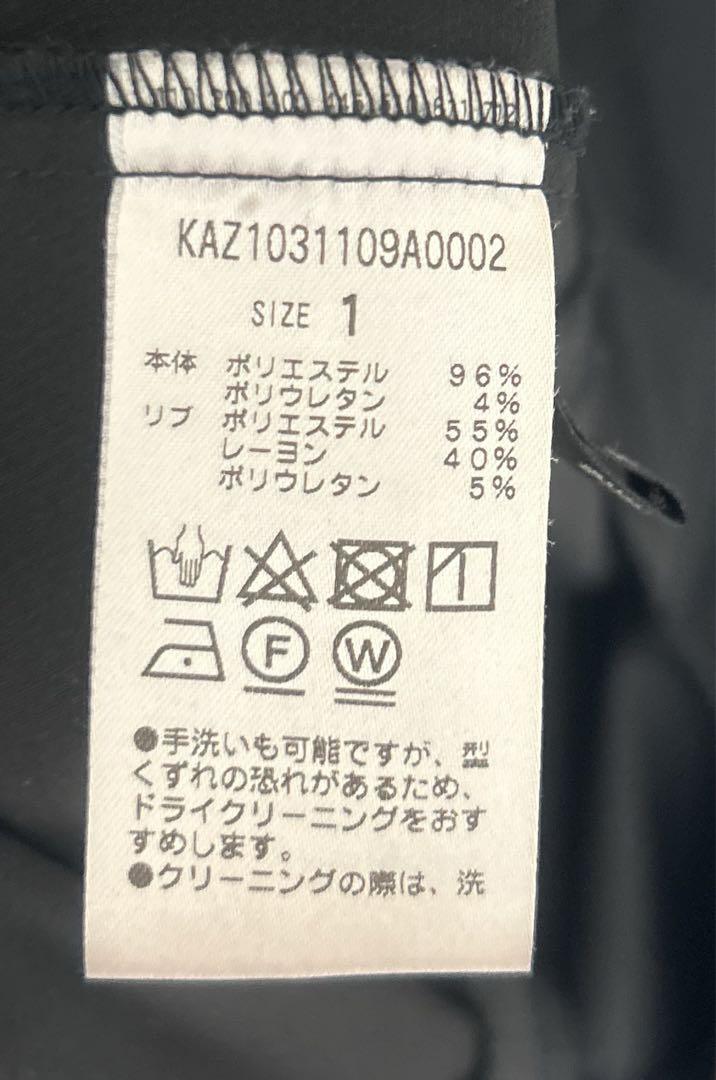 KAZ1031109A0002
SIZE 1
本体 ポリエステル 96%
ポリウレタン 4%
リブ ポリエステル 55%
レーヨン 40%
ポリウレタン 5%
F W
●手洗いも可能ですが、型
くずれの恐れがあるため、
ドライクリーニングをおす
すめします。
●クリーニングの際は、洗